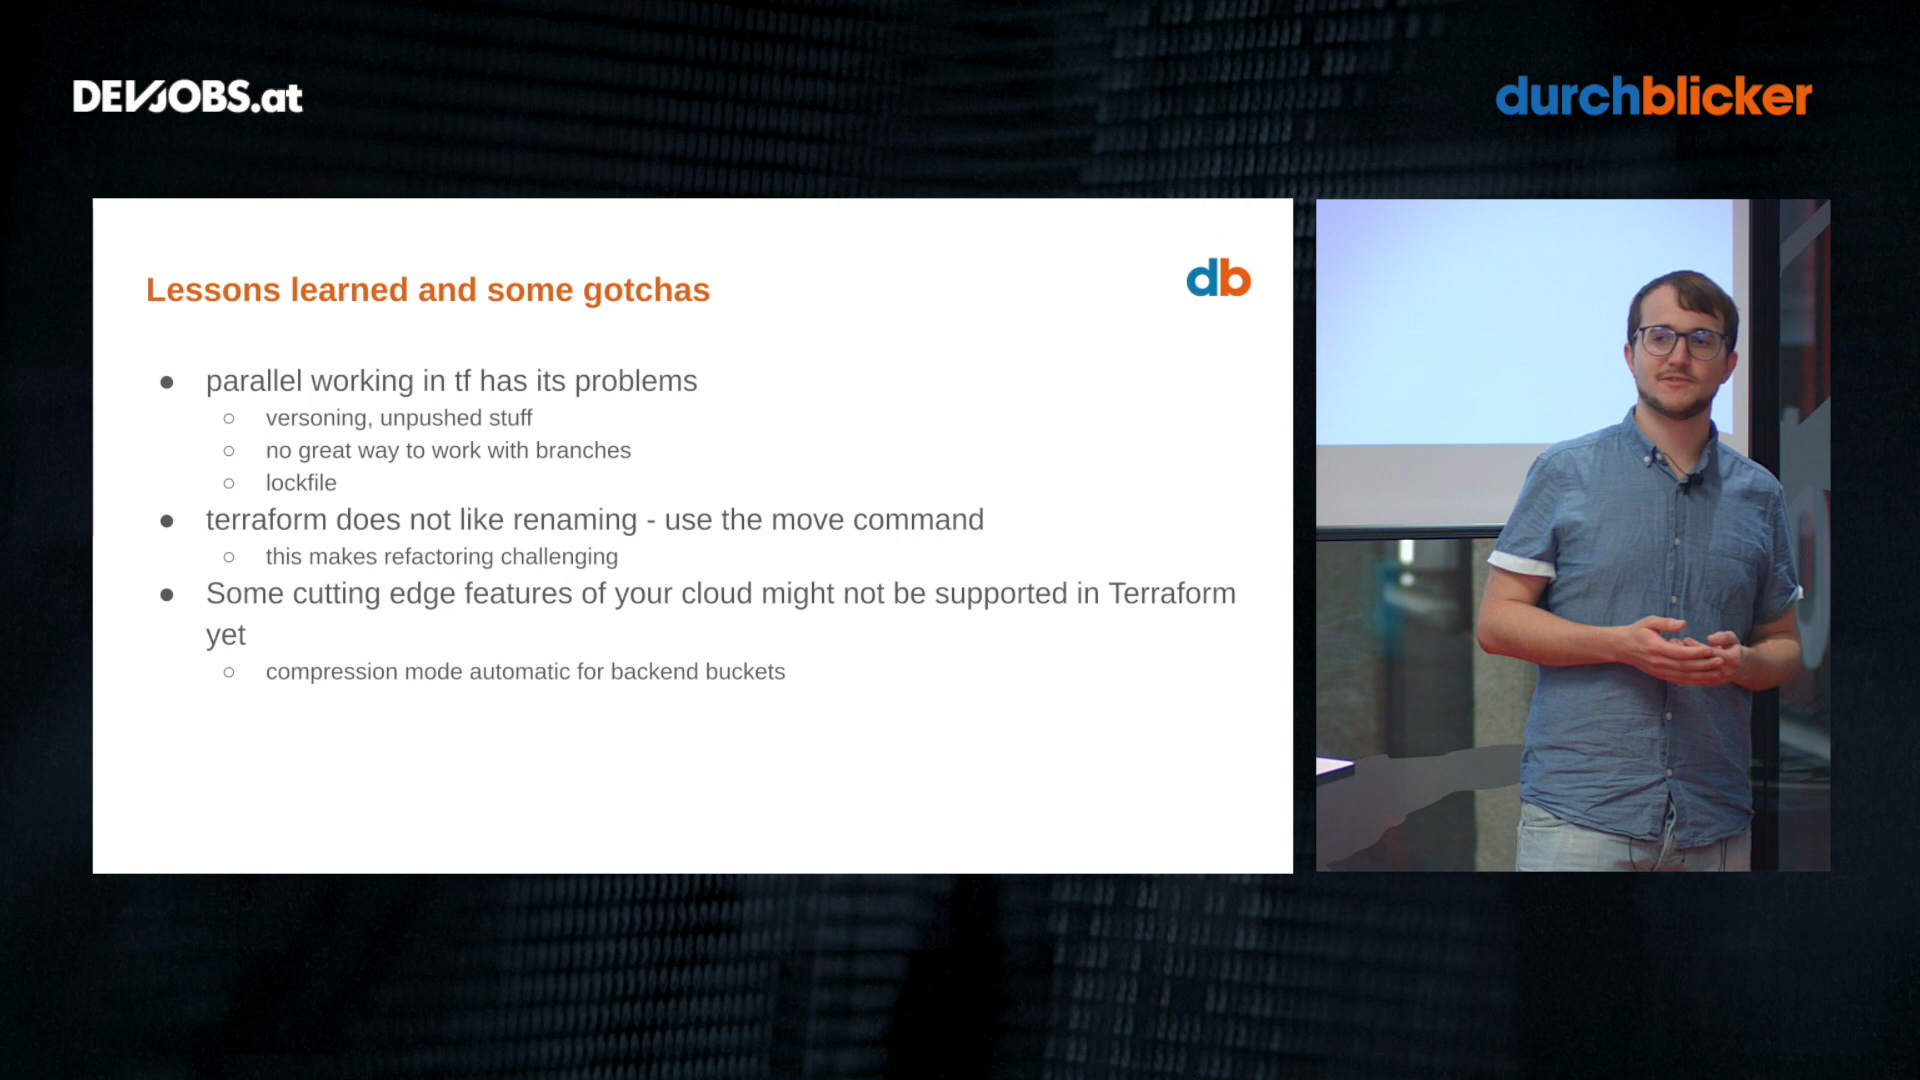 DEVJOBS.at
durchblicker
Lessons learned and some gotchas
db
● parallel working in tf has its problems
○ versoning, unpushed stuff
○ no great way to work with branches
○ lockfile
● terraform does not like renaming - use the move command
○ this makes refactoring challenging
● Some cutting edge features of your cloud might not be supported in Terraform
yet
○ compression mode automatic for backend buckets